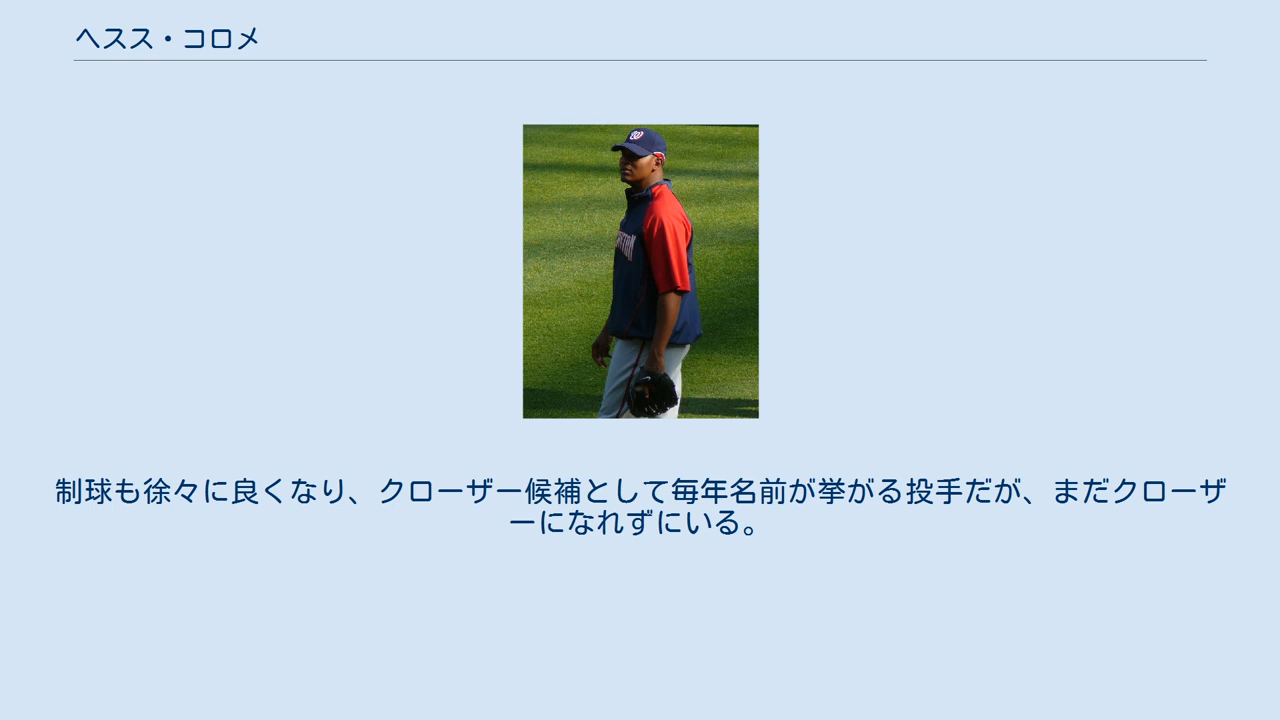 ヘスス・コロメ
制球も徐々に良くなり、クローザー候補として毎年名前が挙がる投手だが、まだクローザ
ーになれずにいる。